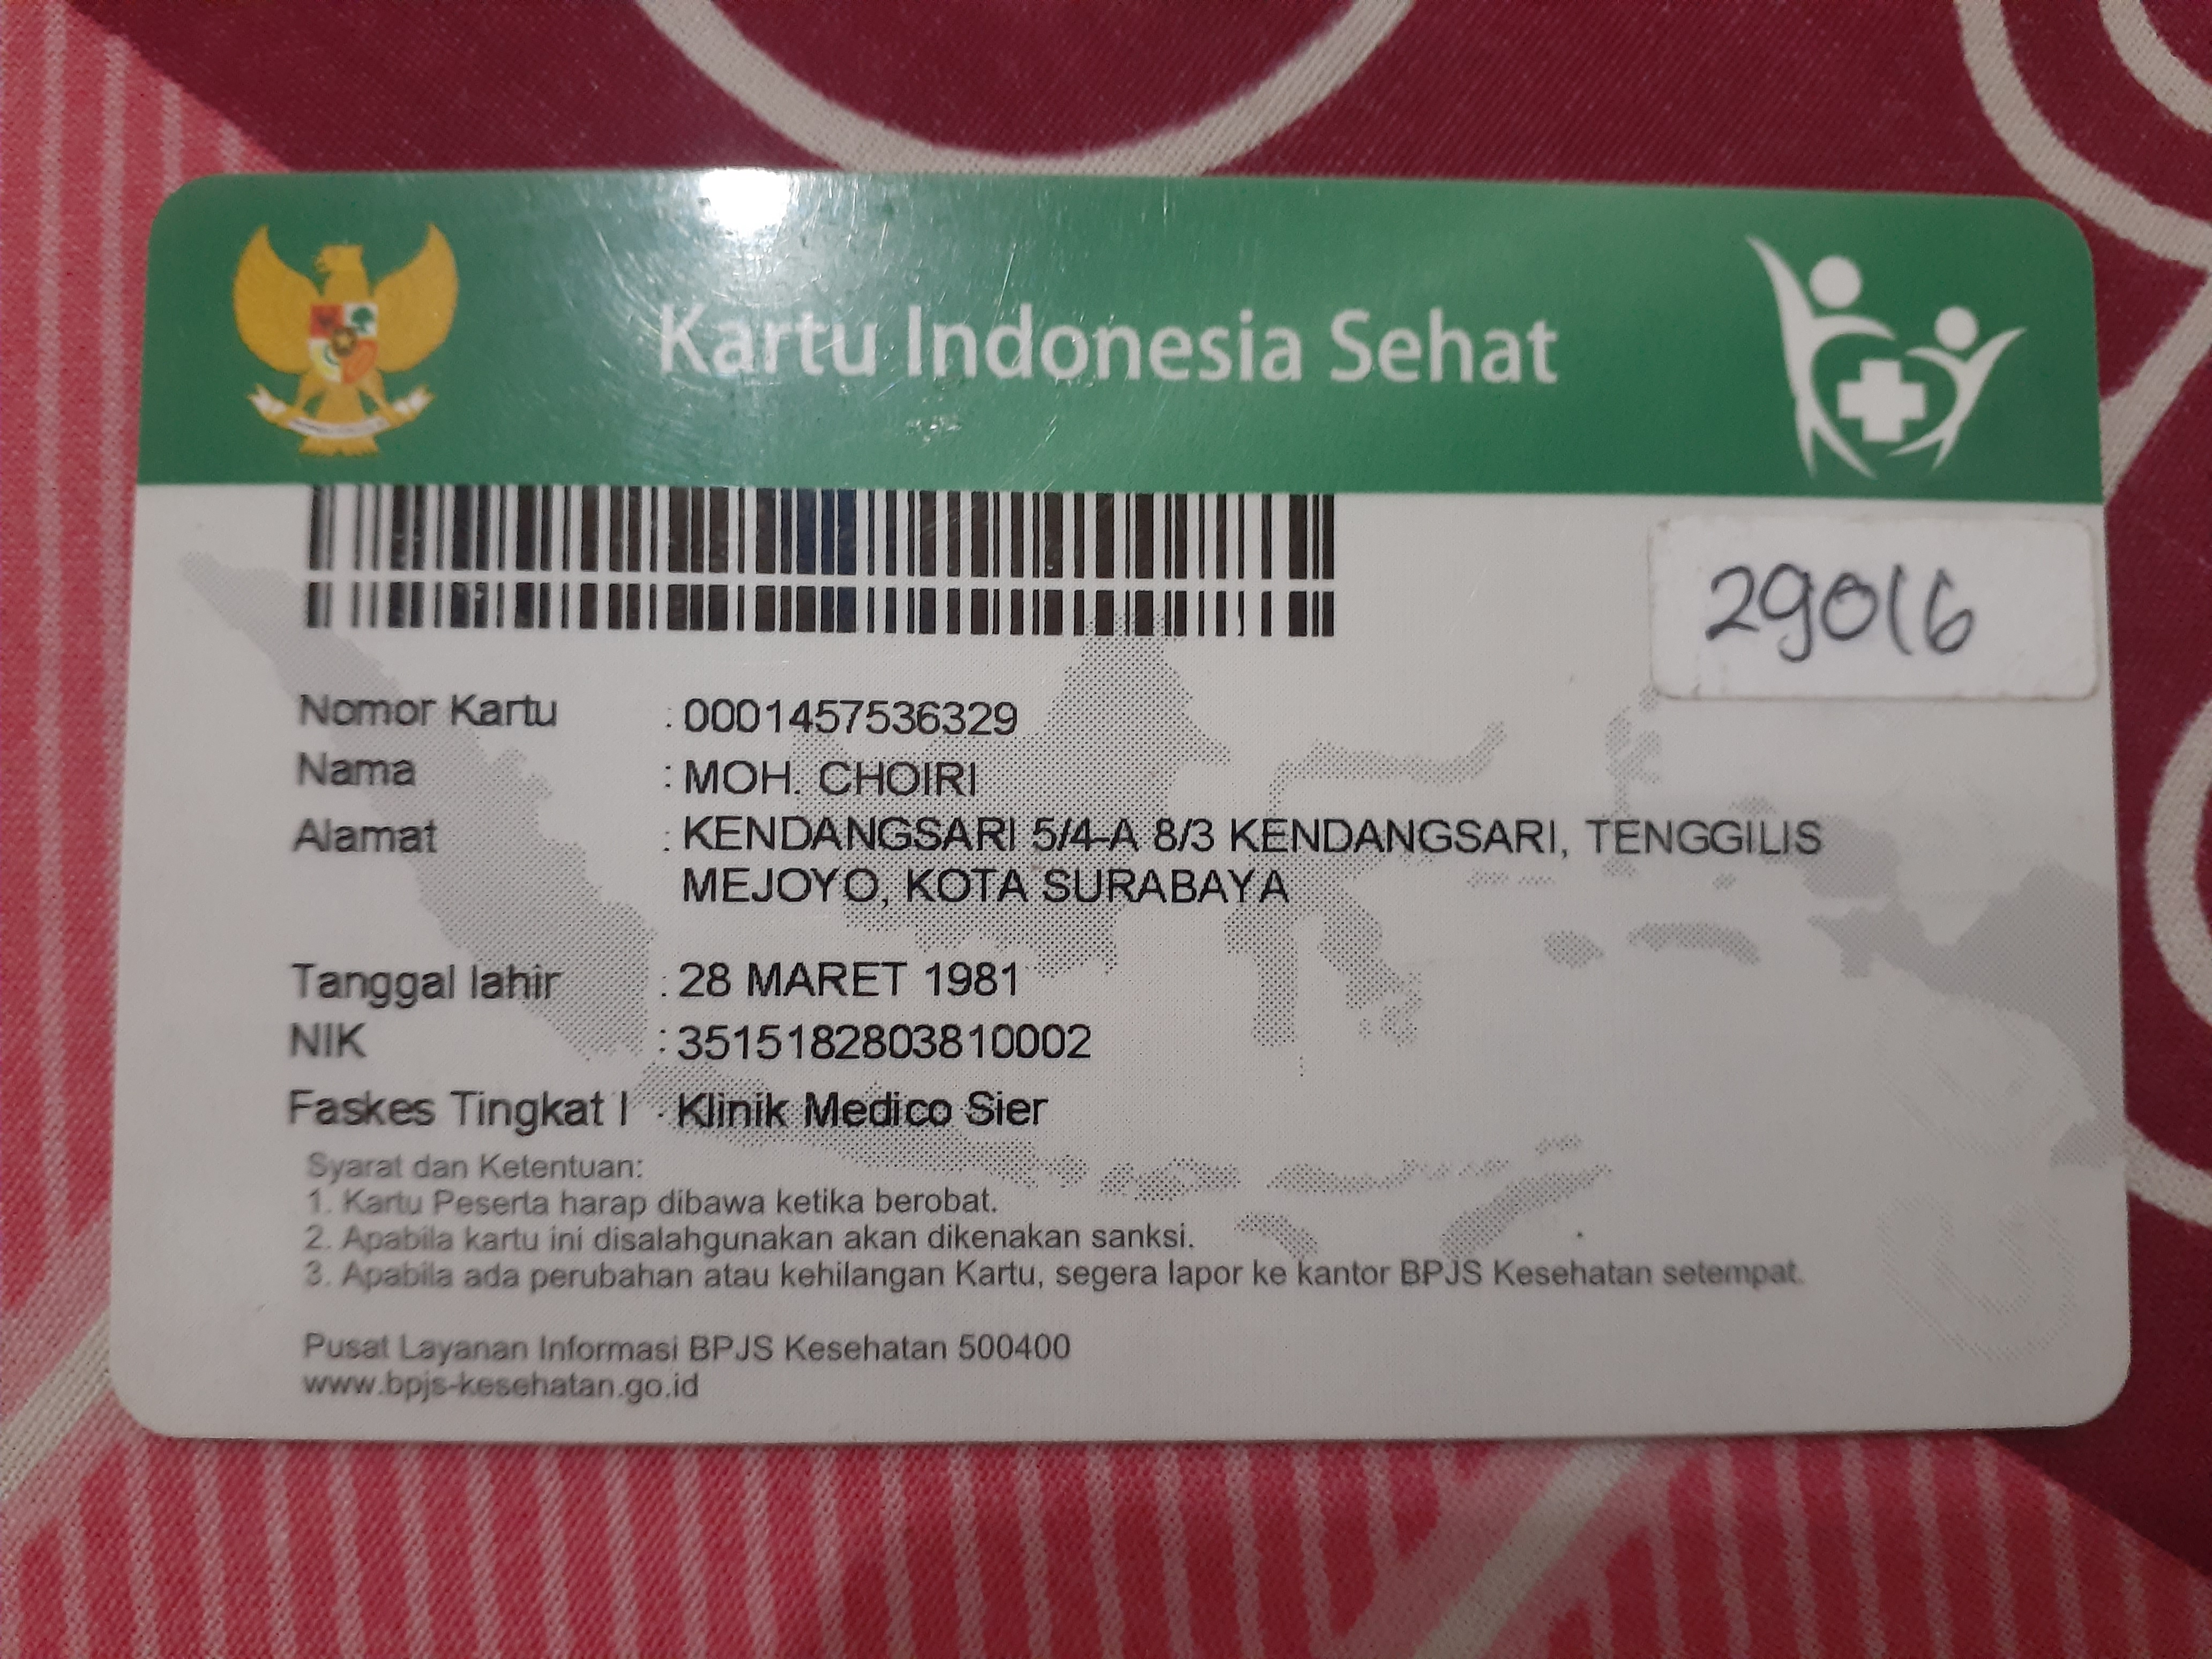 Kartu Indonesia Sehat
29016
Nomor Kartu : 0001457536329
Nama : MOH. CHOIRI
Alamat : KENDANGSARI 5/4-A 8/3 KENDANGSARI, TENGGILIS
MEJOYO, KOTA SURABAYA
Tanggal lahir : 28 MARET 1981
NIK : 3515182803810002
Faskes Tingkat I : Klinik Medico Sier
Syarat dan Ketentuan:
1. Kartu Peserta harap dibawa ketika berobat.
2. Apabila kartu ini disalahgunakan akan dikenakan sanksi.
3. Apabila ada perubahan atau kehilangan Kartu, segera lapor ke kantor BPJS Kesehatan setempat.
Pusat Layanan Informasi BPJS Kesehatan 500400
www.bpjs-kesehatan.go.id